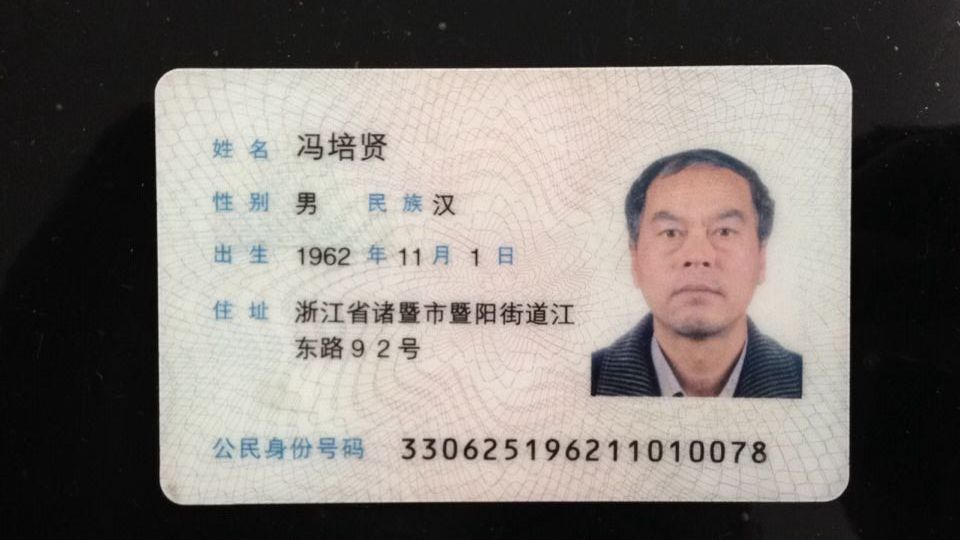 姓名 冯培贤
性别 男 民族 汉
出生 1962 年 11 月 1 日
住址 浙江省诸暨市暨阳街道江
东路92号
公民身份号码 330625196211010078